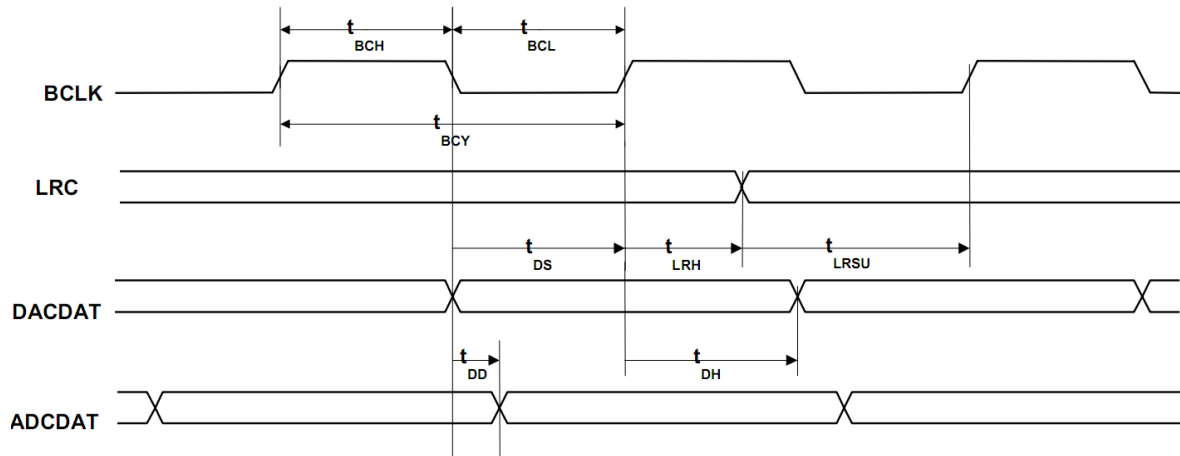 t BCH
t BCL
BCLK
t BCY
LRC
t DS
t LRH
t LRSU
DACDAT
t DD
t DH
ADCDAT